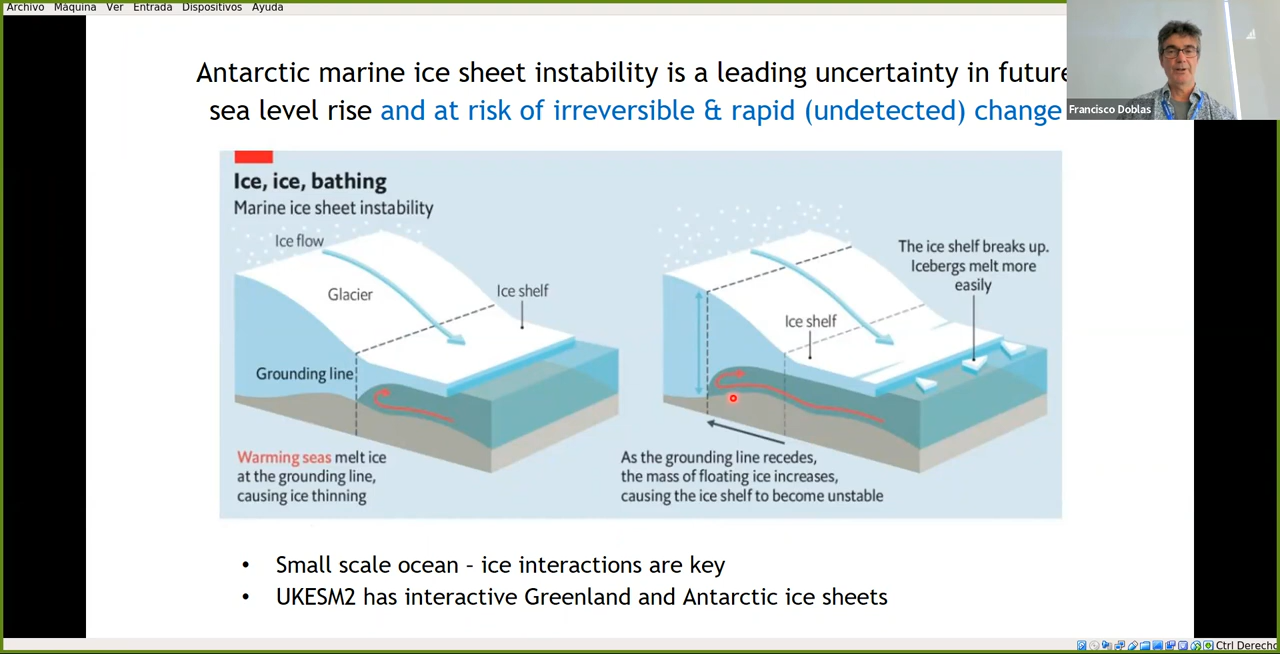 Archivo Máquina Ver Entrada Dispositivos Ayuda
Antarctic marine ice sheet instability is a leading uncertainty in future
sea level rise and at risk of irreversible & rapid (undetected) change
Francisco Doblas
Ice, ice, bathing
Marine ice sheet instability
Ice flow
Glacier
Ice shelf
Grounding line
Warming seas melt ice
at the grounding line,
causing ice thinning
The ice shelf breaks up.
Icebergs melt more
easily
Ice shelf
As the grounding line recedes,
the mass of floating ice increases,
causing the ice shelf to become unstable
• Small scale ocean - ice interactions are key
• UKESM2 has interactive Greenland and Antarctic ice sheets
Ctrl Derecho